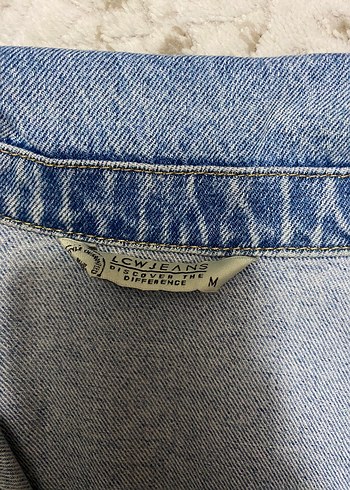 LCWJEANS
DISCOVER THE
DIFFERENCE
M